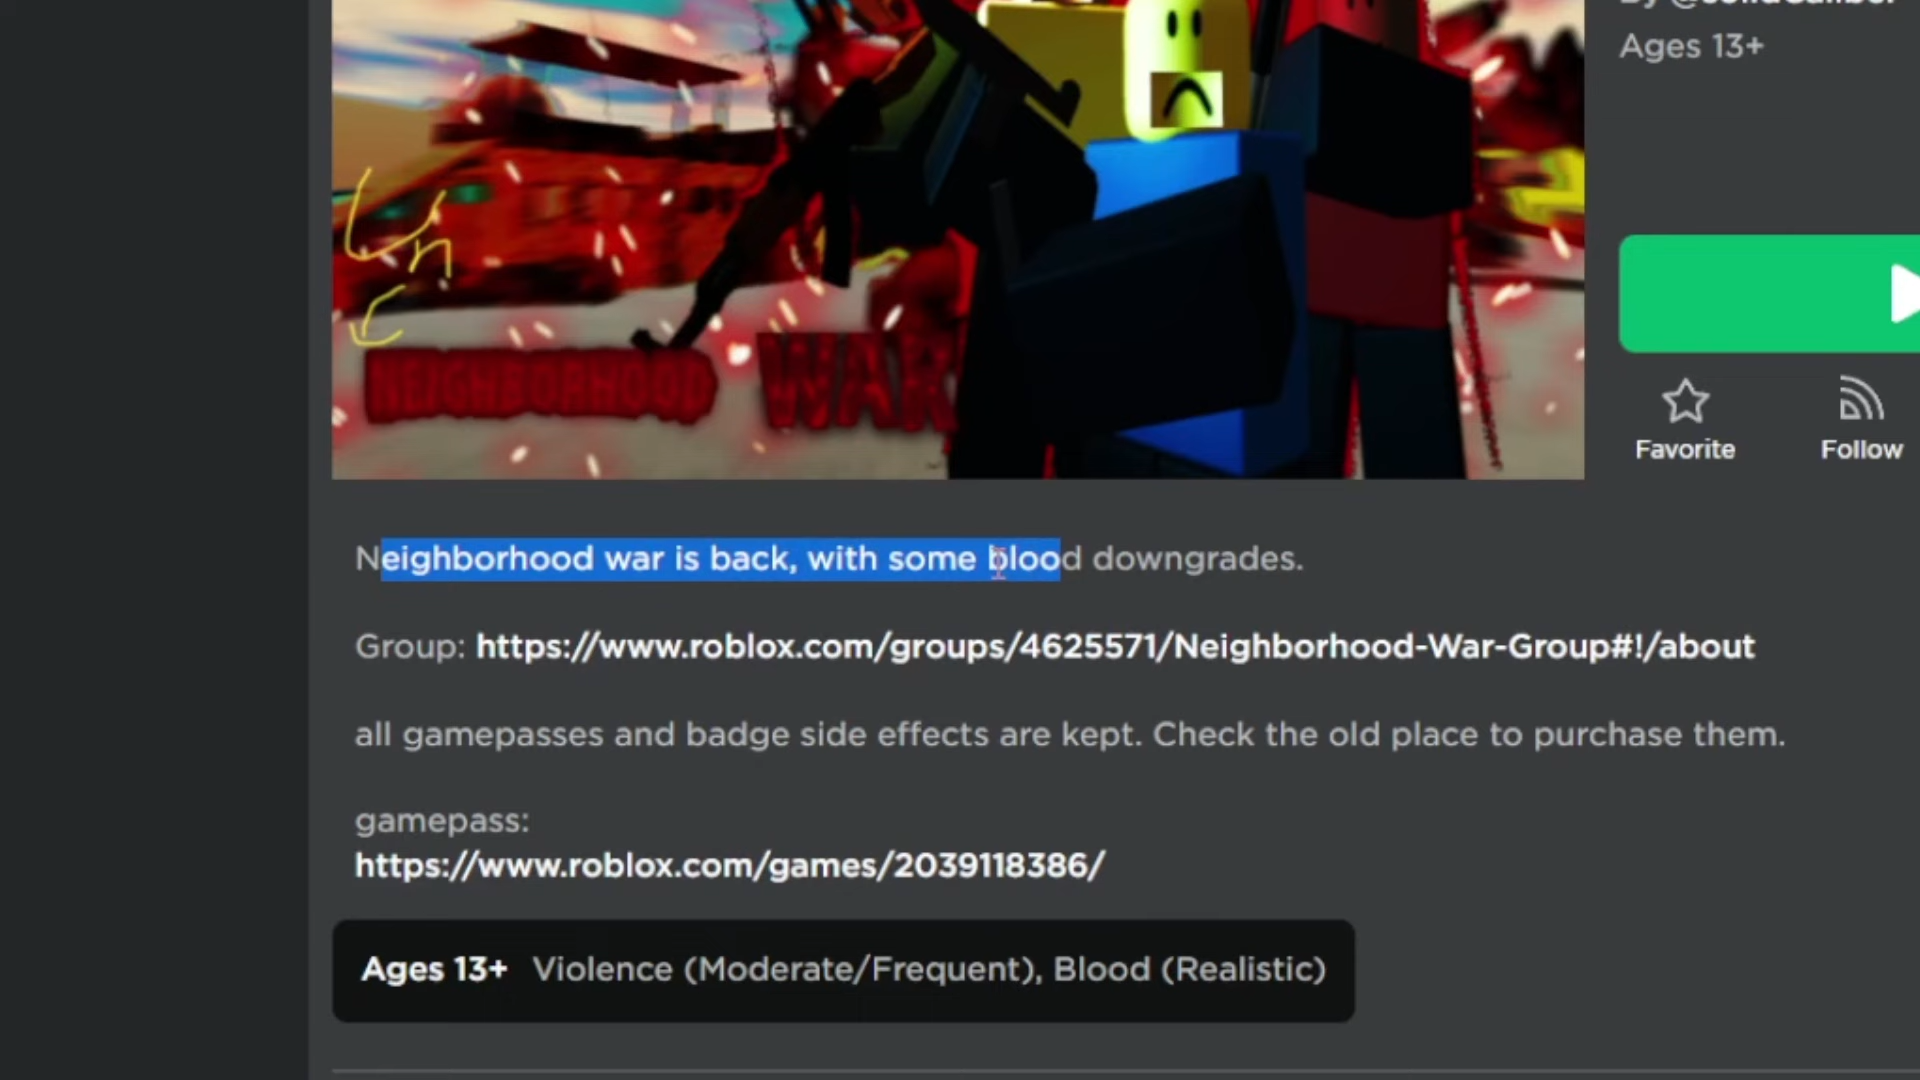 Ages 13+
NEIGHBORHOOD WAR
Favorite
Follow
Neighborhood war is back, with some blood downgrades.
Group: https://www.roblox.com/groups/4625571/Neighborhood-War-Group#!/about
all gamepasses and badge side effects are kept. Check the old place to purchase them.
gamepass:
https://www.roblox.com/games/2039118386/
Ages 13+ Violence (Moderate/Frequent), Blood (Realistic)